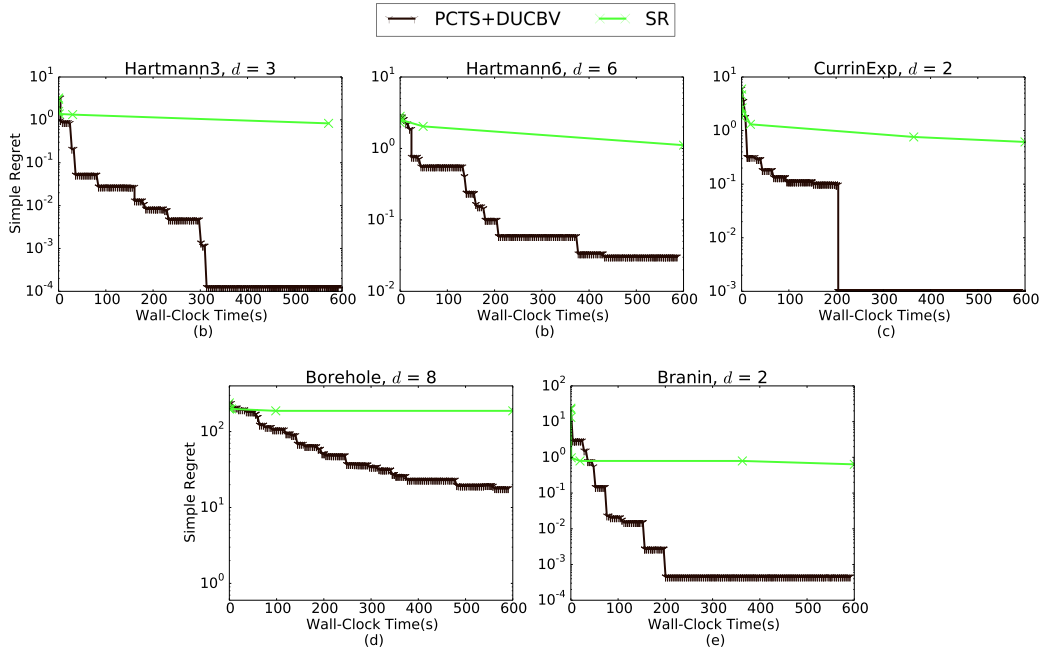 PCTS+DUCBV SR
Hartmann3, d = 3
10^1
10^0
10^-1
10^-2
10^-3
10^-4
Simple Regret
0 100 200 300 400 500 600
Wall-Clock Time(s)
(b)
Hartmann6, d = 6
10^1
10^0
10^-1
10^-2
0 100 200 300 400 500 600
Wall-Clock Time(s)
(b)
CurrinExp, d = 2
10^1
10^0
10^-1
10^-2
10^-3
0 100 200 300 400 500 600
Wall-Clock Time(s)
(c)
Borehole, d = 8
10^2
10^1
10^0
Simple Regret
0 100 200 300 400 500 600
Wall-Clock Time(s)
(d)
Branin, d = 2
10^2
10^1
10^0
10^-1
10^-2
10^-3
10^-4
0 100 200 300 400 500 600
Wall-Clock Time(s)
(e)